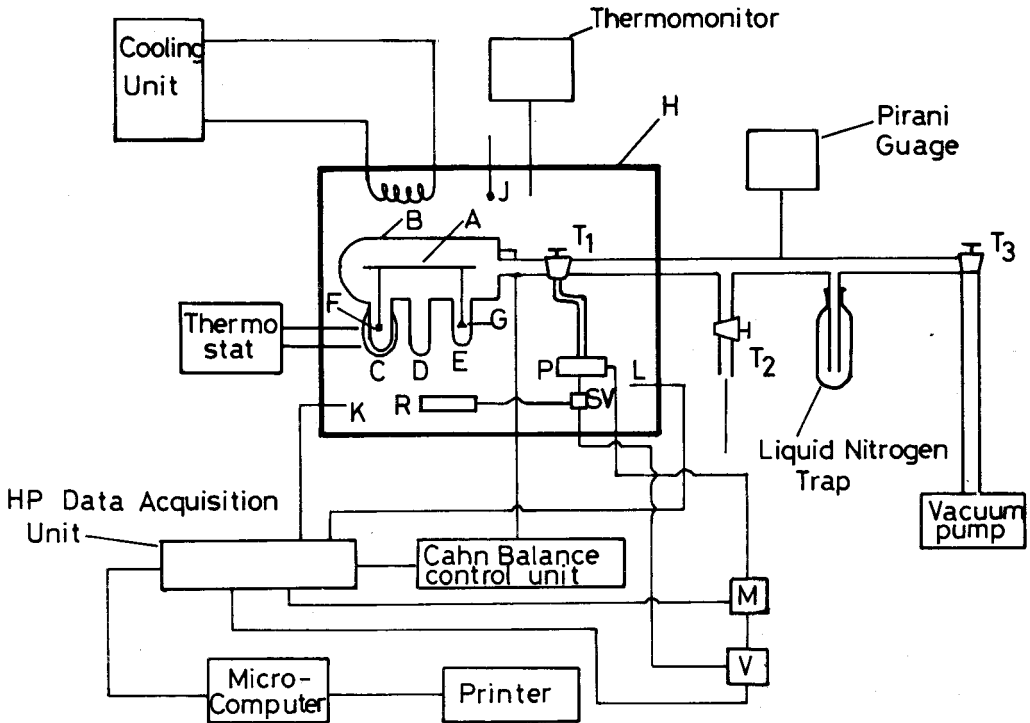 Thermomonitor
Cooling
Unit
H
Pirani
Guage
J
B
A
T1
T3
F
G
Thermo
stat
C
D
E
P
L
T2
K
R
SV
Liquid Nitrogen
Trap
HP Data Acquisition
Unit
Vacuum
pump
Cahn Balance
control unit
M
V
Micro-
Computer
Printer